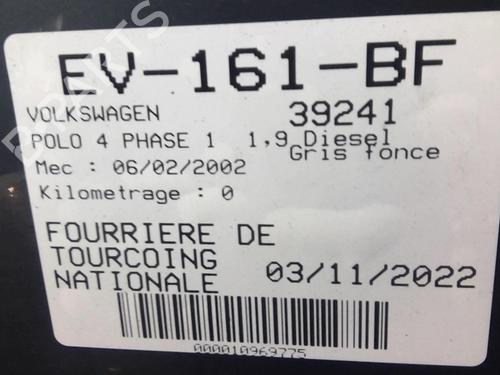 EV-161-BF
VOLKSWAGEN 39241
POLO 4 PHASE 1 1,9 Diesel
Gris fonce
Mec : 06/02/2002
Kilometrage : 0
FOURRIERE DE
TOURCOING
NATIONALE 03/11/2022
000010969775